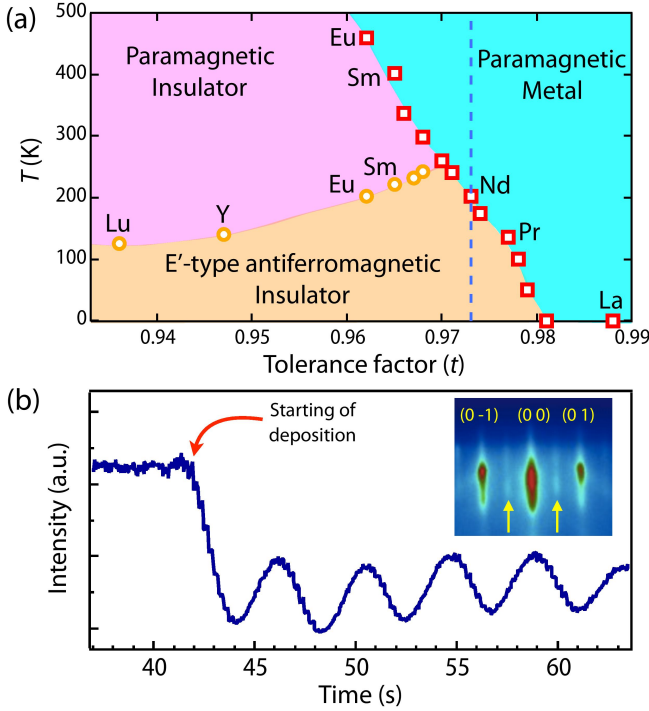 (a)
500
400
300
200
100
0
T (K)
Paramagnetic
Insulator
Paramagnetic
Metal
Eu
Sm
Sm
Eu
Nd
Pr
La
Lu
Y
E'-type antiferromagnetic
Insulator
0.94
0.95
0.96
0.97
0.98
0.99
Tolerance factor (t)
(b)
Starting of
deposition
(0 -1)
(0 0)
(0 1)
Intensity (a.u.)
40
45
50
55
60
Time (s)